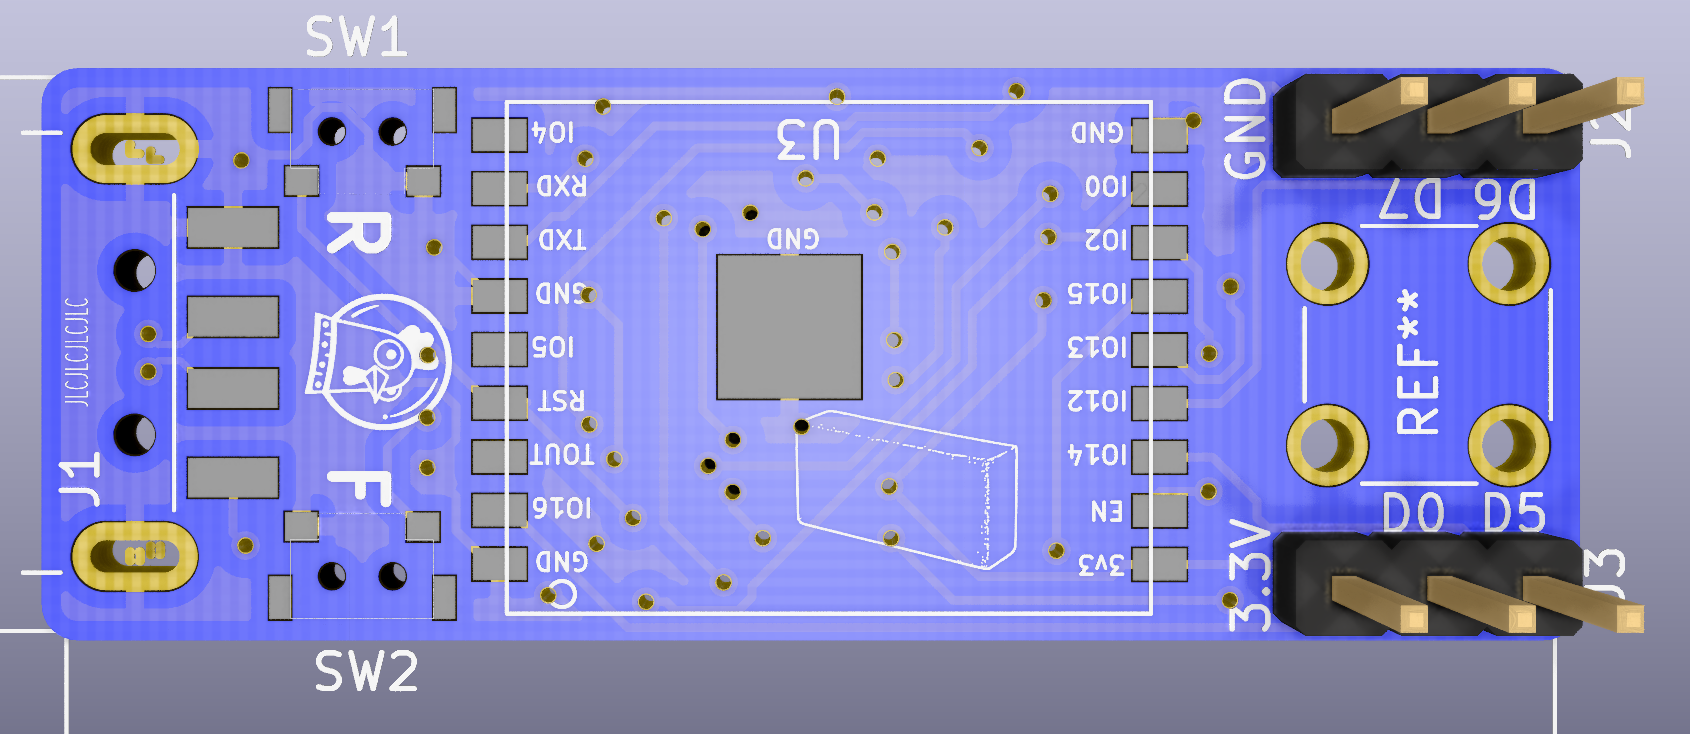 SW1
J1
JLCJLCJLCJLC
R
F
SW2
U3
GND
IO4
RXD
TXD
GND
IO5
RST
TOUT
IO16
GND
GND
IO0
IO2
IO15
IO13
IO12
IO14
EN
3v3
GND
J2
D7 D6
REF**
D0 D5
3.3V
J3